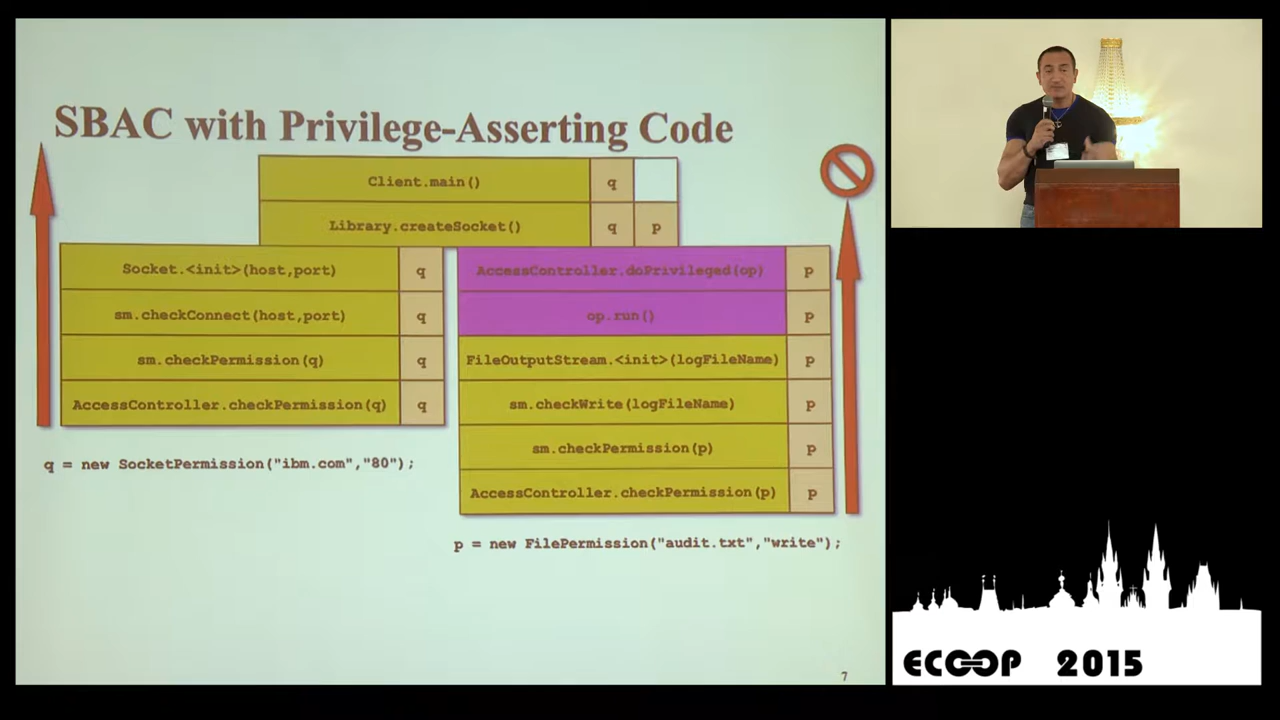 SBAC with Privilege-Asserting Code
Client.main() q
Library.createSocket() q p
Socket.<init>(host,port) q
sm.checkConnect(host,port) q
sm.checkPermission(q) q
AccessController.checkPermission(q) q
q = new SocketPermission("ibm.com","80");
AccessController.doPrivileged(op) p
op.run() p
FileOutputStream.<init>(logFileName) p
sm.checkWrite(logFileName) p
sm.checkPermission(p) p
AccessController.checkPermission(p) p
p = new FilePermission("audit.txt","write");
7
ECOOP 2015